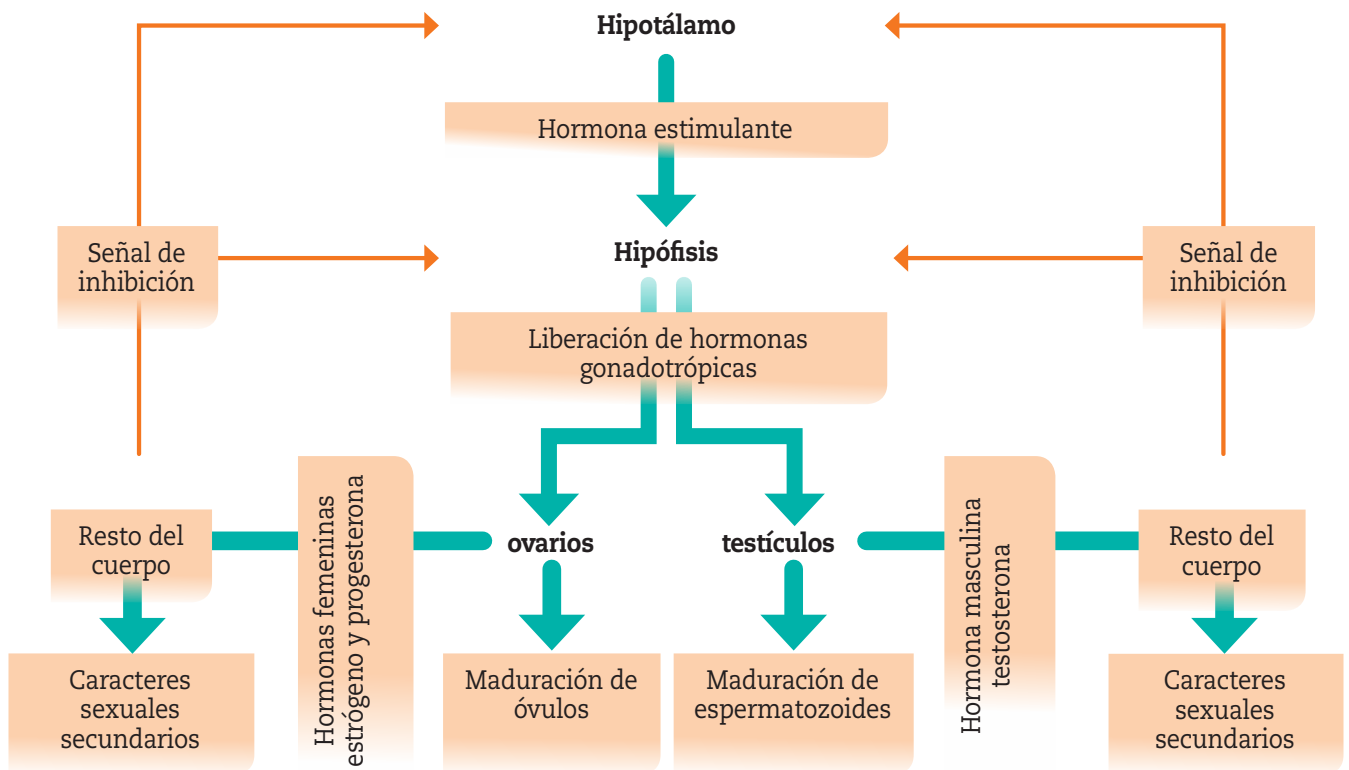 Hipotálamo
Hormona estimulante
Señal de
inhibición
Hipófisis
Señal de
inhibición
Liberación de hormonas
gonadotrópicas
Resto del
cuerpo
Hormonas femeninas
estrógeno y progesterona
ovarios
testículos
Hormona masculina
testosterona
Resto del
cuerpo
Caracteres
sexuales
secundarios
Maduración de
óvulos
Maduración de
espermatozoides
Caracteres
sexuales
secundarios